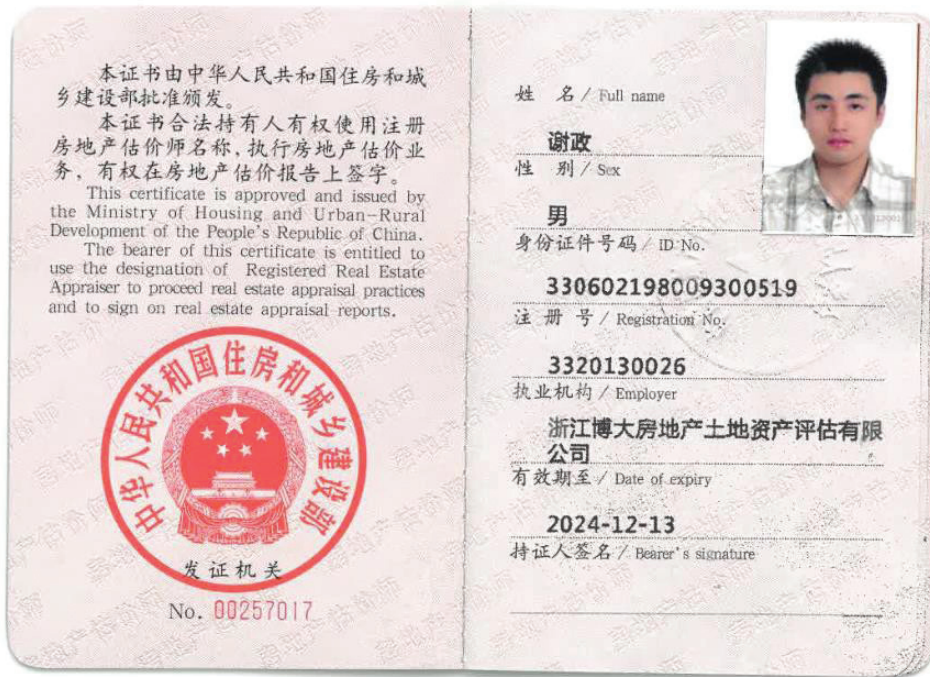 本证书由中华人民共和国住房和城
乡建设部批准颁发。
本证书合法持有人有权使用注册
房地产估价师名称,执行房地产估价业
务,有权在房地产估价报告上签字。
This certificate is approved and issued by
the Ministry of Housing and Urban-Rural
Development of the People's Republic of China.
The bearer of this certificate is entitled to
use the designation of Registered Real Estate
Appraiser to proceed real estate appraisal practices
and to sign on real estate appraisal reports.
中华人民共和国住房和城乡建设部
发证机关
No. 00257017
姓 名 / Full name
谢政
性 别 / Sex
男
身份证件号码 / ID No.
330602198009300519
注 册 号 / Registration No.
3320130026
执业机构 / Employer
浙江博大房地产土地资产评估有限
公司
有效期至 / Date of expiry
2024-12-13
持证人签名 / Bearer's signature